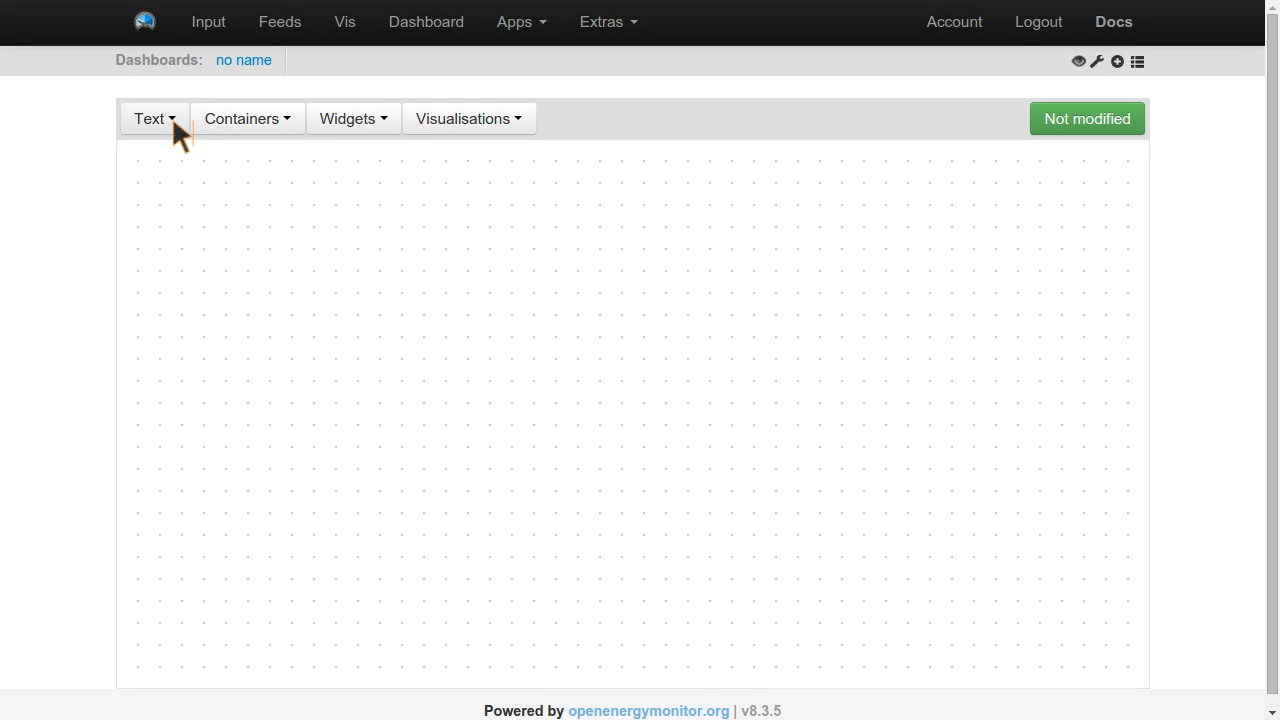 Input Feeds Vis Dashboard Apps Extras Account Logout Docs
Dashboards: no name
Text Containers Widgets Visualisations Not modified
Powered by openenergymonitor.org | v8.3.5